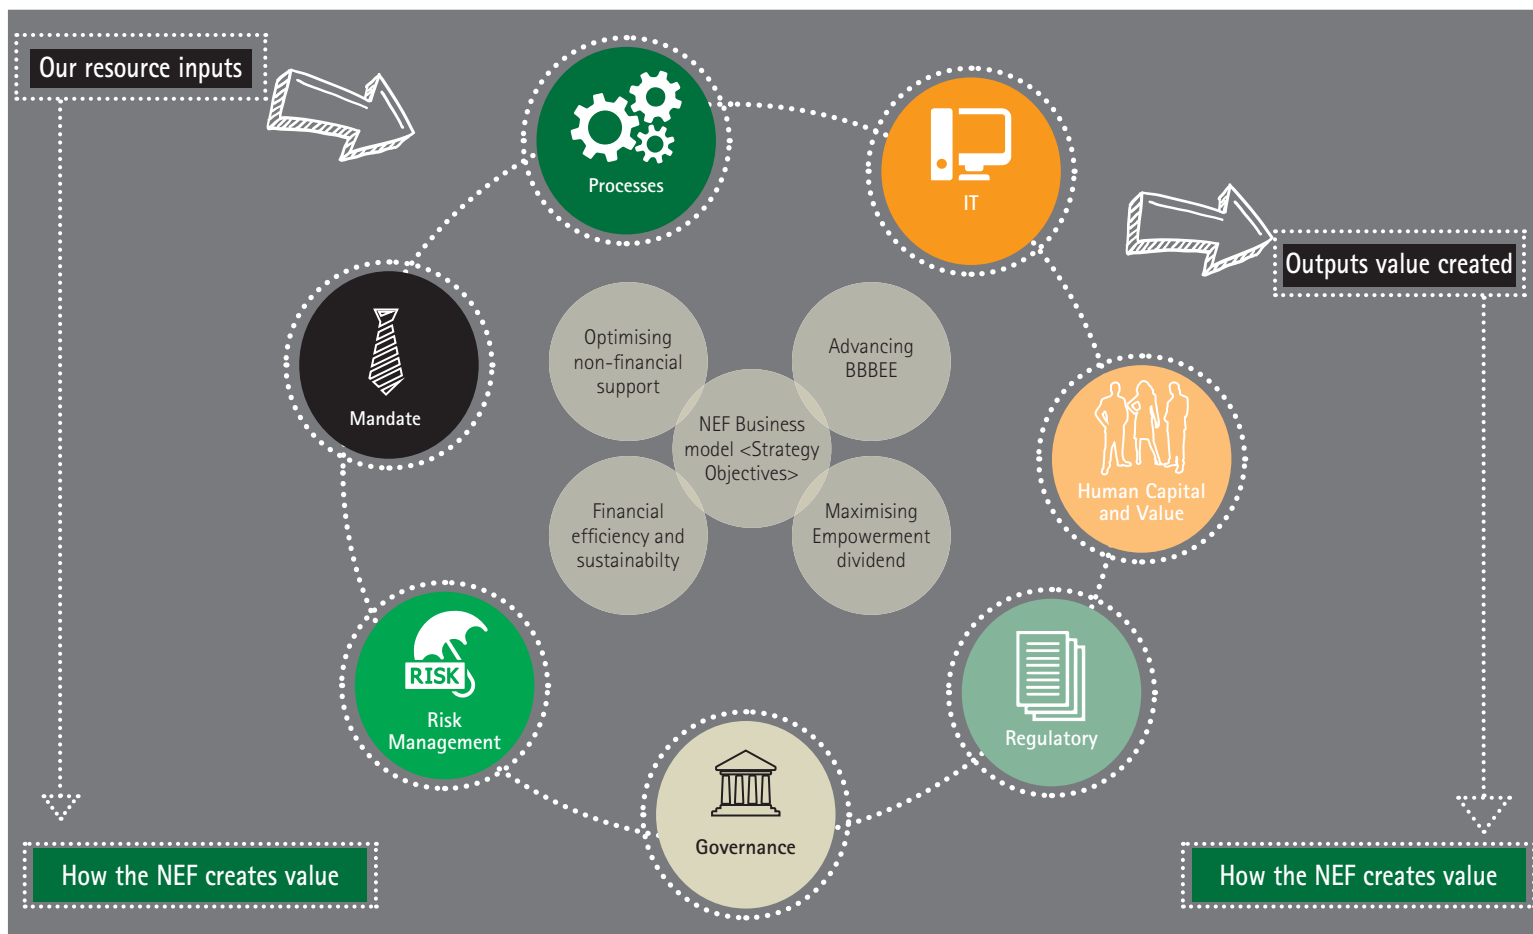 Our resource inputs
Processes
IT
Outputs value created
Mandate
Optimising
non-financial
support
Advancing
BBBEE
NEF Business
model <Strategy
Objectives>
Financial
efficiency and
sustainabilty
Maximising
Empowerment
dividend
Human Capital
and Value
RISK
Risk
Management
Regulatory
Governance
How the NEF creates value
How the NEF creates value